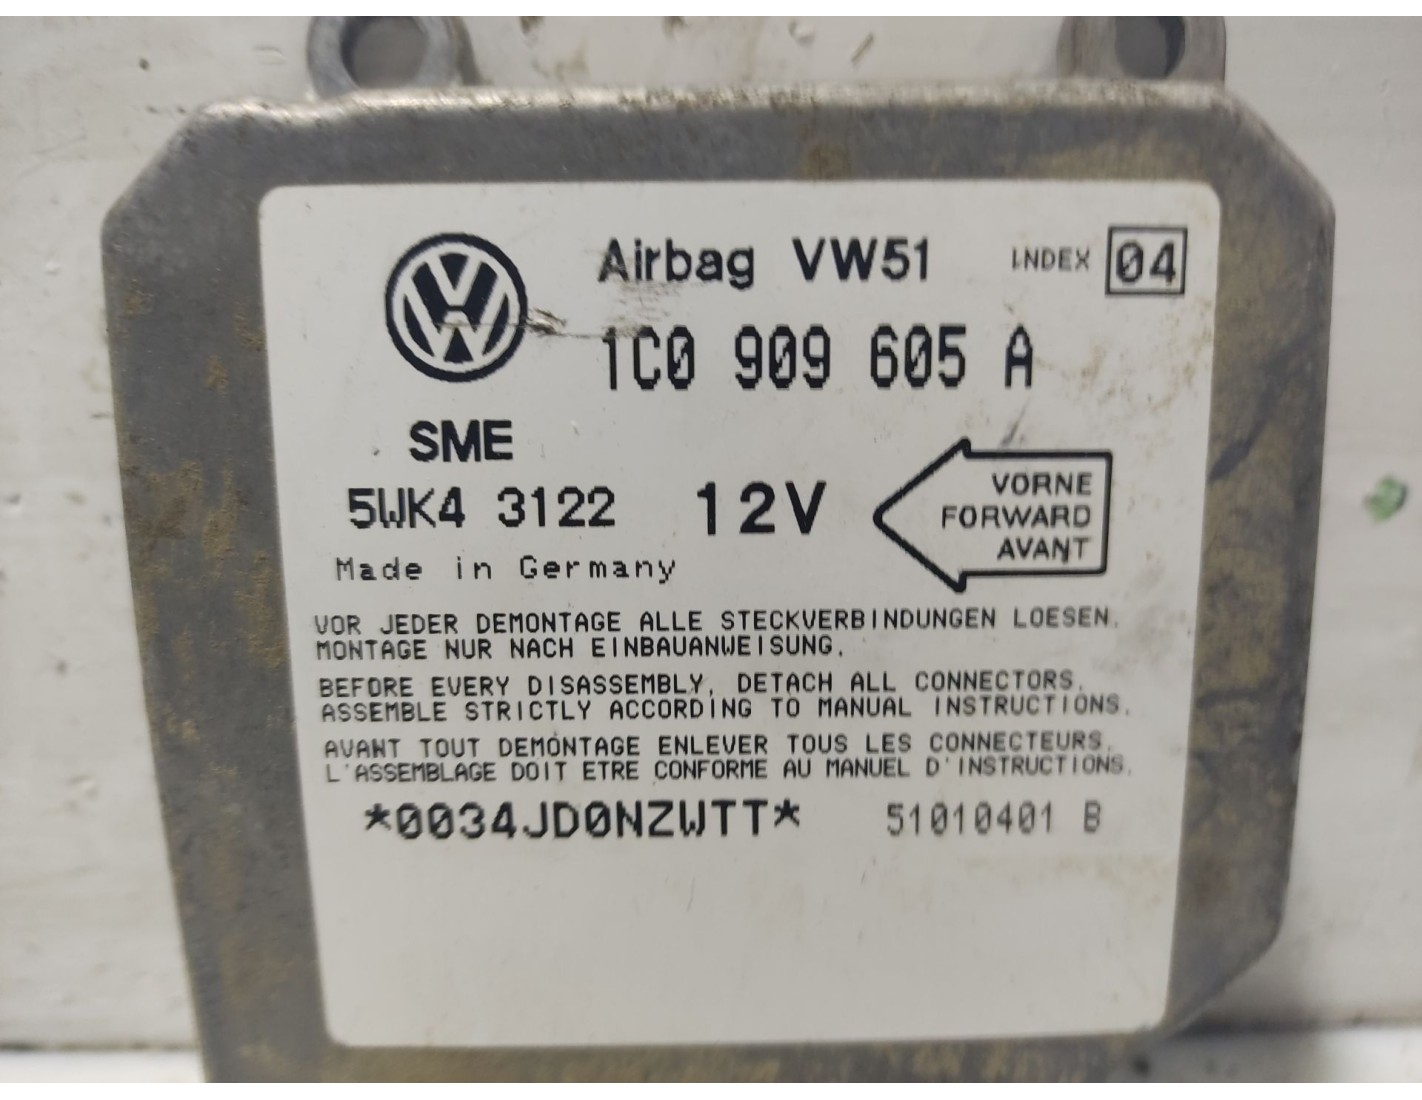 Airbag VW51 INDEX 04
1C0 909 605 A
SME
5WK4 3122 12V
VORNE
FORWARD
AVANT
Made in Germany
VOR JEDER DEMONTAGE ALLE STECKVERBINDUNGEN LOESEN.
MONTAGE NUR NACH EINBAUANWEISUNG.
BEFORE EVERY DISASSEMBLY, DETACH ALL CONNECTORS.
ASSEMBLE STRICTLY ACCORDING TO MANUAL INSTRUCTIONS.
AVANT TOUT DEMONTAGE ENLEVER TOUS LES CONNECTEURS.
L'ASSEMBLAGE DOIT ETRE CONFORME AU MANUEL D'INSTRUCTIONS.
*0034JD0NZWTT* 51010401 B